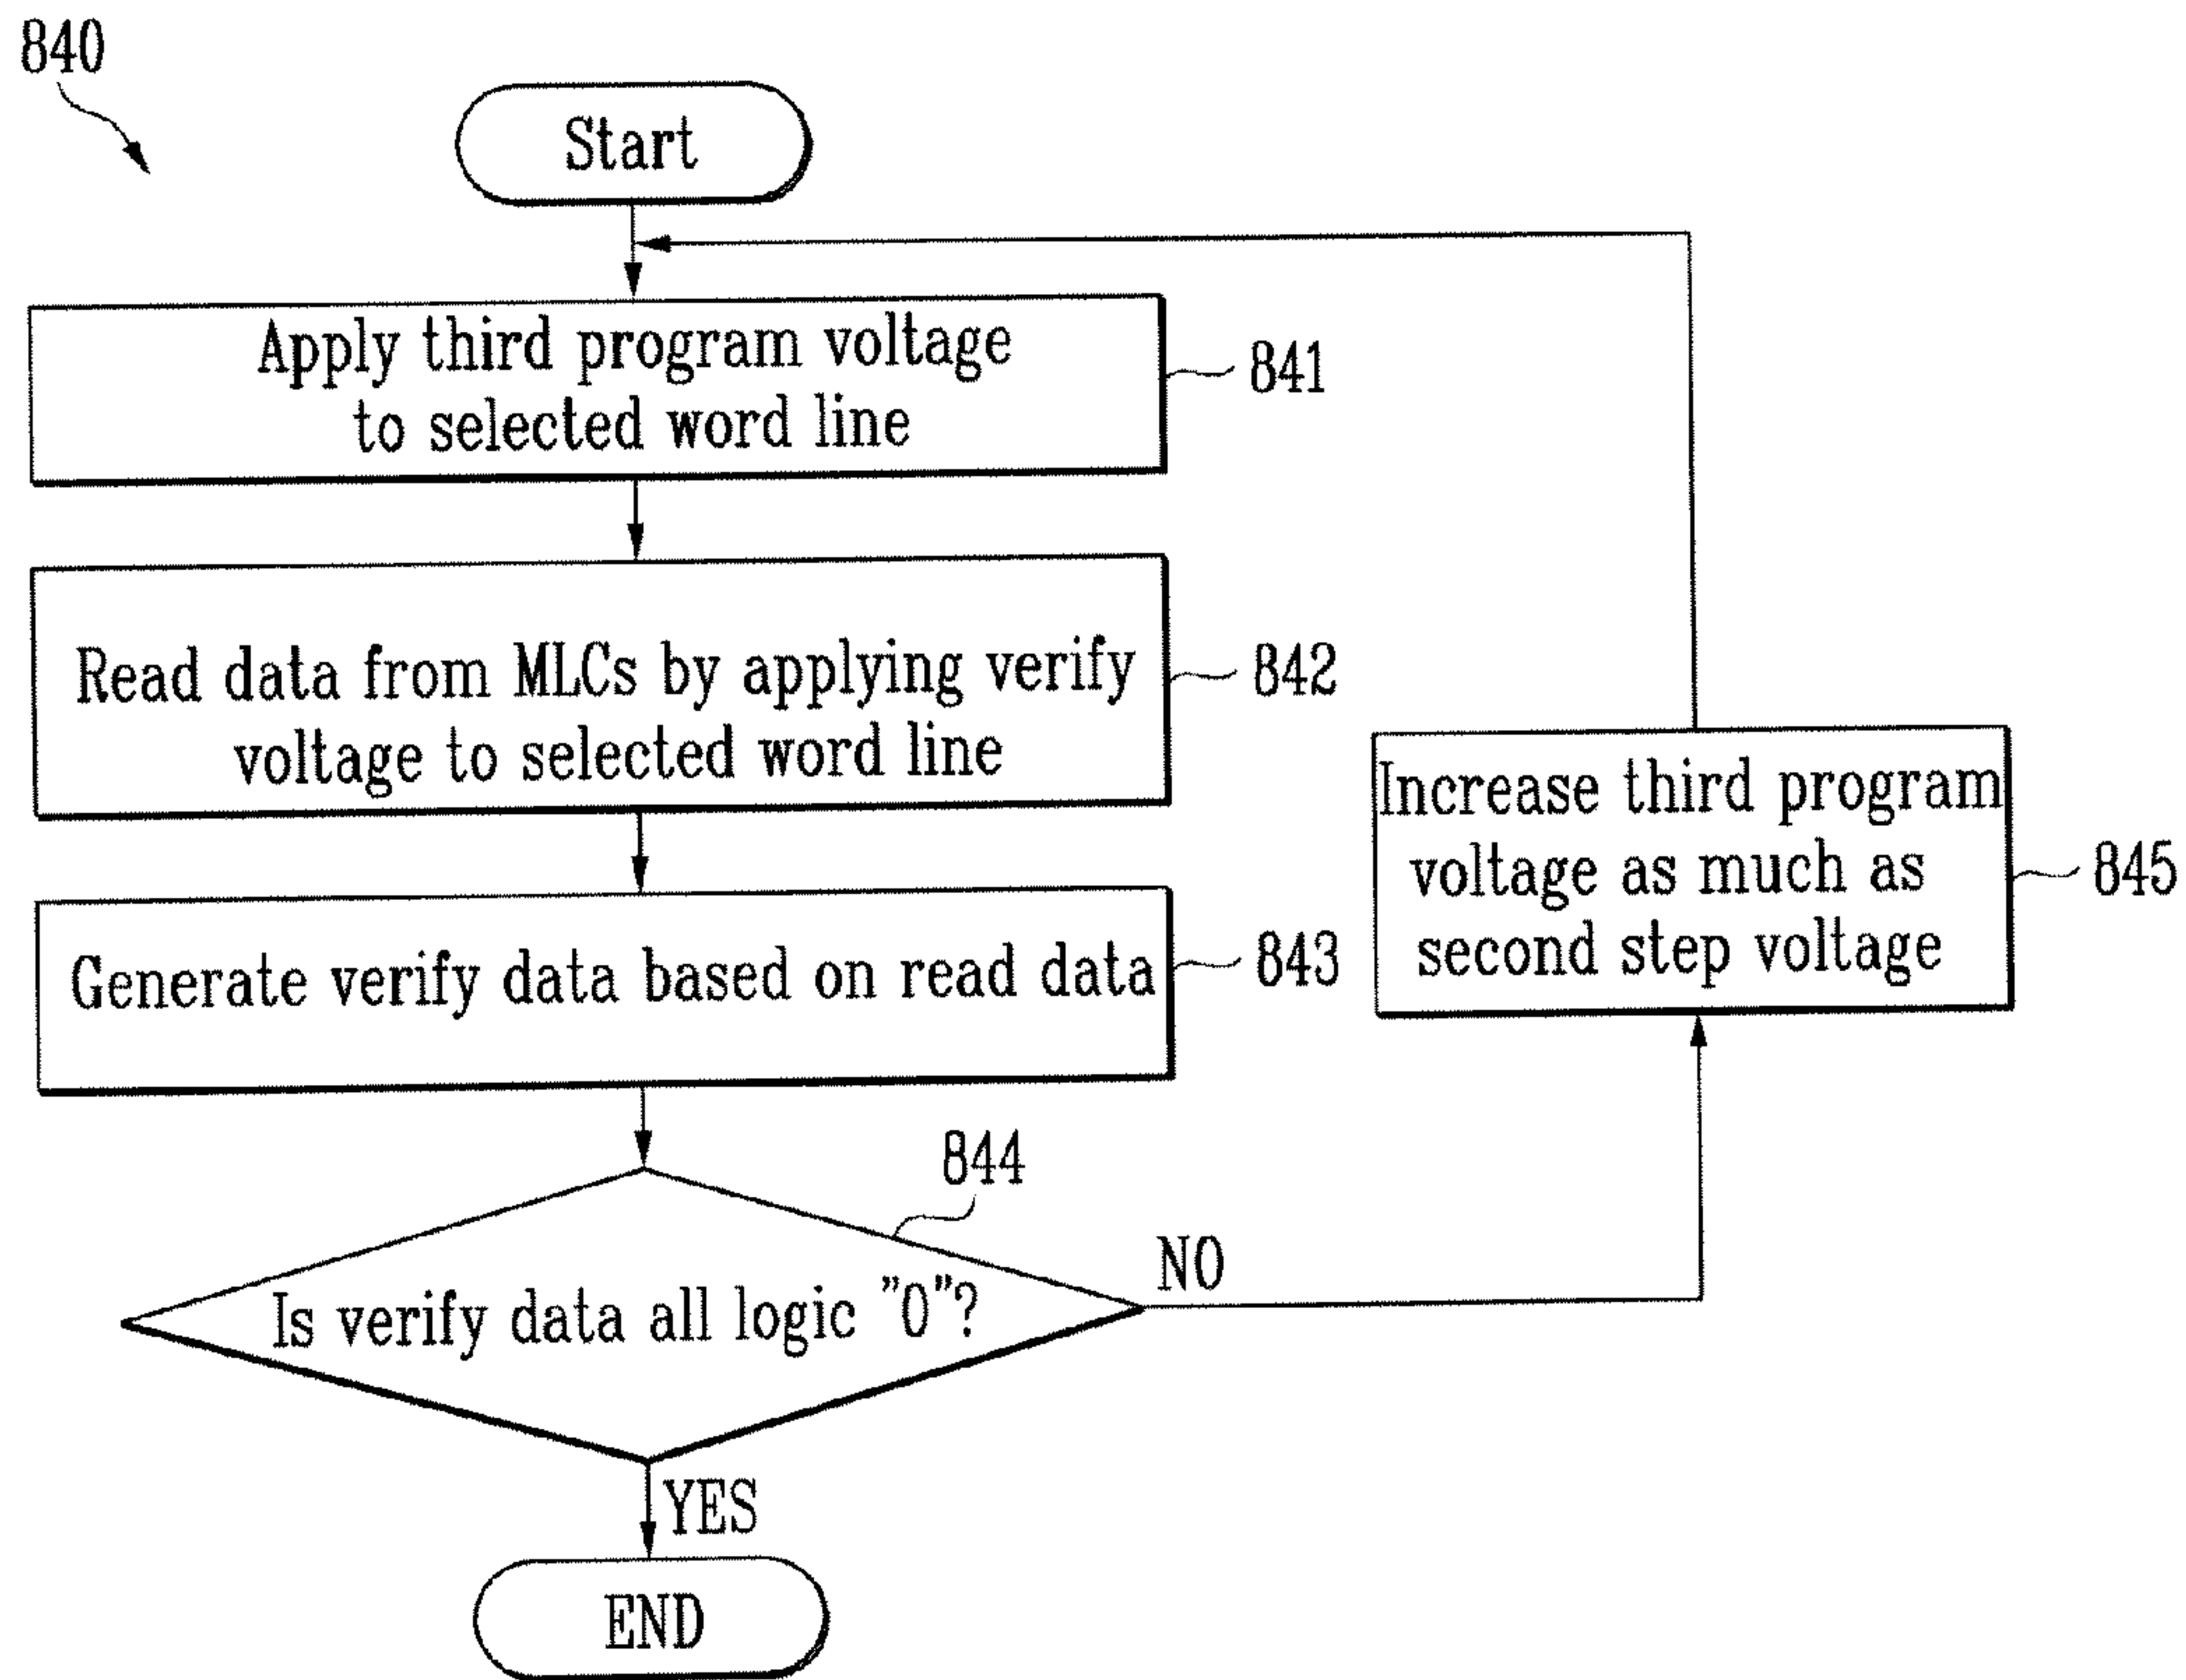 840
Start
Apply third program voltage
to selected word line
841
Read data from MLCs by applying verify
voltage to selected word line
842
Generate verify data based on read data
843
Increase third program
voltage as much as
second step voltage
845
844
Is verify data all logic "0"?
NO
YES
END